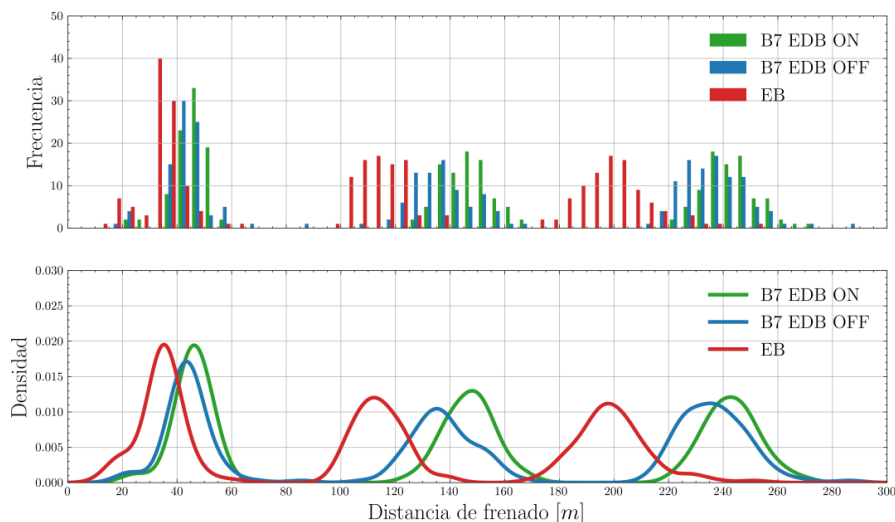 50
40
30
20
10
0
Frecuencia
B7 EDB ON
B7 EDB OFF
EB
0.030
0.025
0.020
0.015
0.010
0.005
0.000
Densidad
B7 EDB ON
B7 EDB OFF
EB
0 20 40 60 80 100 120 140 160 180 200 220 240 260 280 300
Distancia de frenado [m]